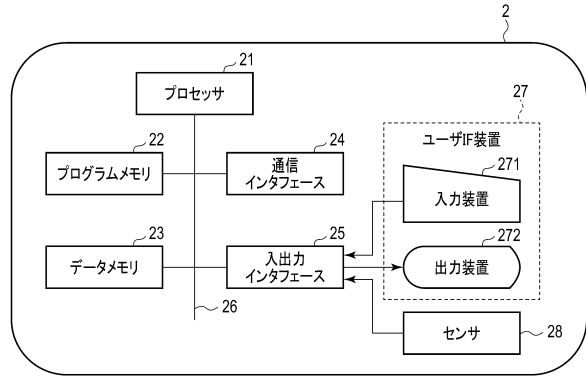 2
21
プロセッサ
27
ユーザIF装置
22
プログラムメモリ
24
通信
インタフェース
271
入力装置
23
データメモリ
25
入出力
インタフェース
272
出力装置
26
センサ
28